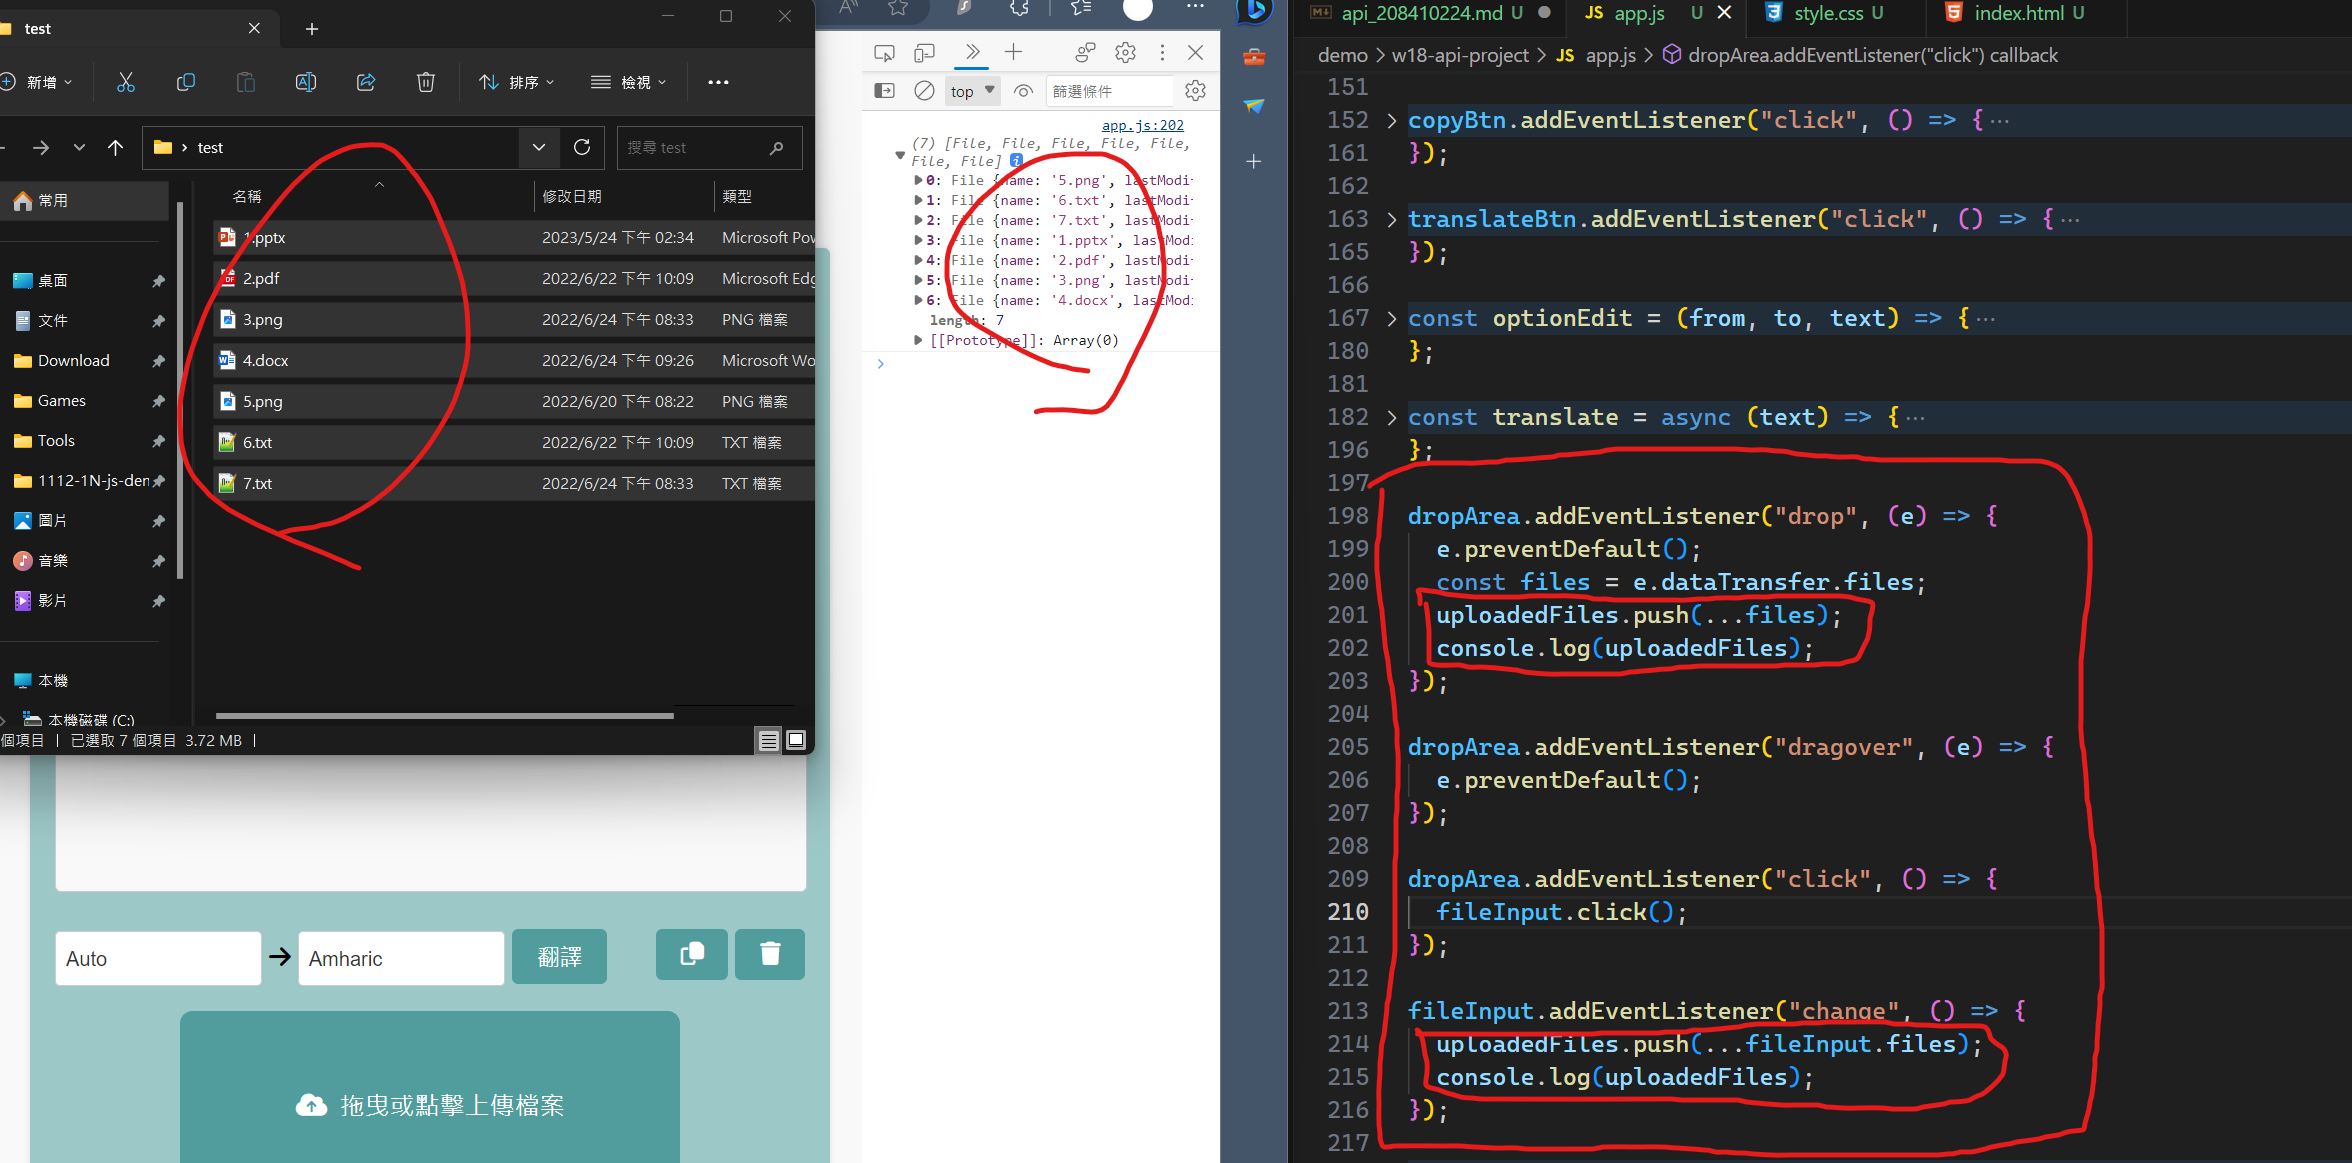 test
新增
排序
檢視
test
搜尋 test
名稱
修改日期
類型
常用
桌面
文件
Download
Games
Tools
1112-1N-js-den
圖片
音樂
影片
本機
本機磁碟 (C:)
1.pptx 2023/5/24 下午 02:34 Microsoft Pov
2.pdf 2022/6/22 下午 10:09 Microsoft Edg
3.png 2022/6/24 下午 08:33 PNG 檔案
4.docx 2022/6/24 下午 09:26 Microsoft Wo
5.png 2022/6/20 下午 08:22 PNG 檔案
6.txt 2022/6/22 下午 10:09 TXT 檔案
7.txt 2022/6/24 下午 08:33 TXT 檔案
個項目 | 已選取 7 個項目 3.72 MB |
Auto
Amharic
翻譯
拖曳或點擊上傳檔案
top
篩選條件
app.js:202
(7) [File, File, File, File, File,
File, File]
0: File {name: '5.png', lastModi
1: File {name: '6.txt', lastModi
2: File {name: '7.txt', lastModi
3: File {name: '1.pptx', lastModi
4: File {name: '2.pdf', lastModi
5: File {name: '3.png', lastModi
6: File {name: '4.docx', lastModi
length: 7
[[Prototype]]: Array(0)
api_208410224.md U
JS app.js U
style.css U
index.html U
demo > w18-api-project > JS app.js > dropArea.addEventListener("click") callback
151
152 copyBtn.addEventListener("click", () => {…
161 });
162
163 translateBtn.addEventListener("click", () => {…
165 });
166
167 const optionEdit = (from, to, text) => {…
180 };
181
182 const translate = async (text) => {…
196 };
197
198 dropArea.addEventListener("drop", (e) => {
199 e.preventDefault();
200 const files = e.dataTransfer.files;
201 uploadedFiles.push(...files);
202 console.log(uploadedFiles);
203 });
204
205 dropArea.addEventListener("dragover", (e) => {
206 e.preventDefault();
207 });
208
209 dropArea.addEventListener("click", () => {
210 fileInput.click();
211 });
212
213 fileInput.addEventListener("change", () => {
214 uploadedFiles.push(...fileInput.files);
215 console.log(uploadedFiles);
216 });
217